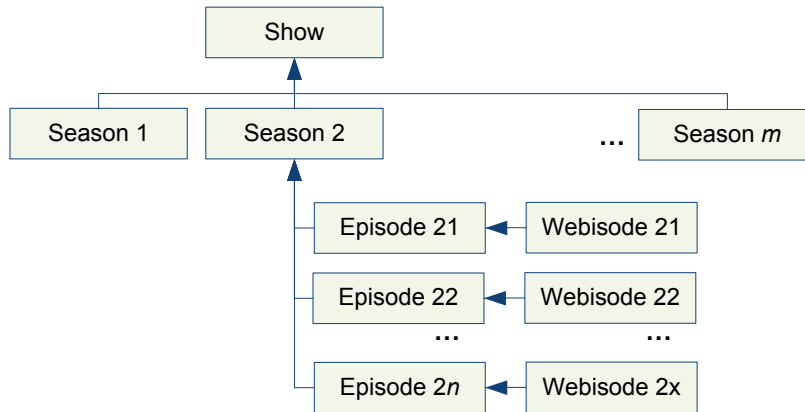 Show
Season 1
Season 2
...
Season m
Episode 21
Webisode 21
Episode 22
Webisode 22
...
...
Episode 2n
Webisode 2x